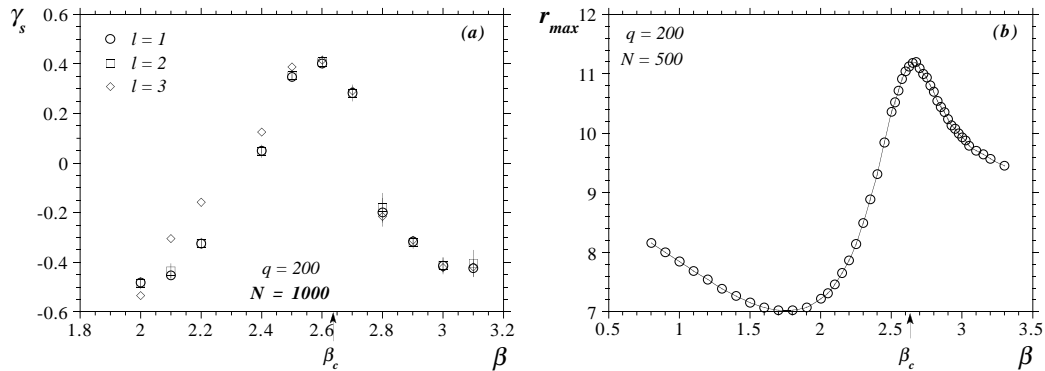 γs
(a)
l = 1
l = 2
l = 3
0.6
0.4
0.2
0
-0.2
-0.4
-0.6
q = 200
N = 1000
1.8
2
2.2
2.4
2.6
2.8
3
3.2
βc
β
rmax
(b)
q = 200
N = 500
12
11
10
9
8
7
0.5
1
1.5
2
2.5
3
3.5
βc
β